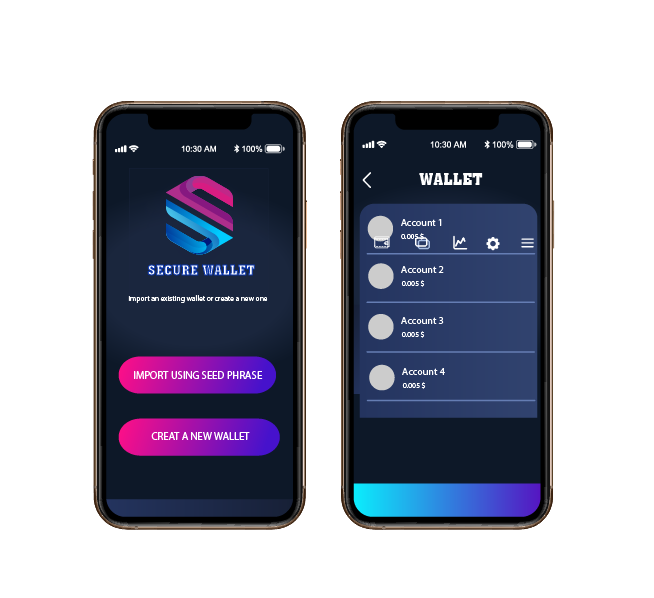 10:30 AM
100%
SECURE WALLET
Import an existing wallet or create a new one
IMPORT USING SEED PHRASE
CREAT A NEW WALLET
10:30 AM
100%
WALLET
Account 1
0.005 $
Account 2
0.005 $
Account 3
0.005 $
Account 4
0.005 $